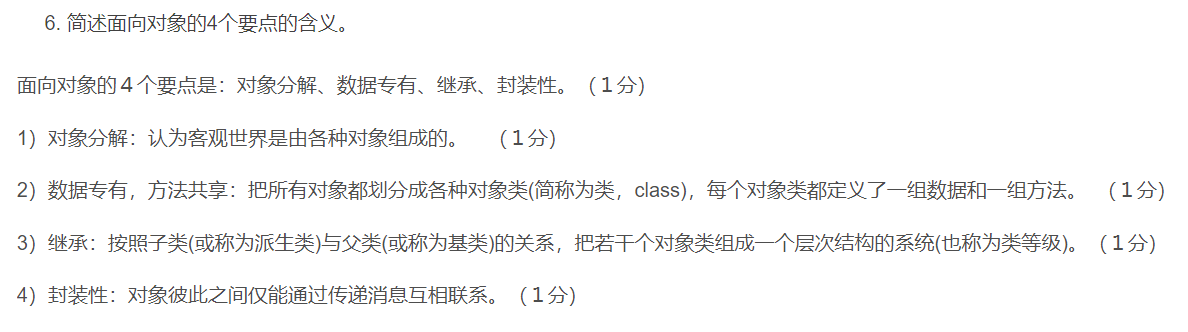 6. 简述面向对象的4个要点的含义。
面向对象的４个要点是：对象分解、数据专有、继承、封装性。（１分）
1）对象分解：认为客观世界是由各种对象组成的。 （１分）
2）数据专有，方法共享：把所有对象都划分成各种对象类(简称为类，class)，每个对象类都定义了一组数据和一组方法。 （１分）
3）继承：按照子类(或称为派生类)与父类(或称为基类)的关系，把若干个对象类组成一个层次结构的系统(也称为类等级)。（１分）
4）封装性：对象彼此之间仅能通过传递消息互相联系。（１分）